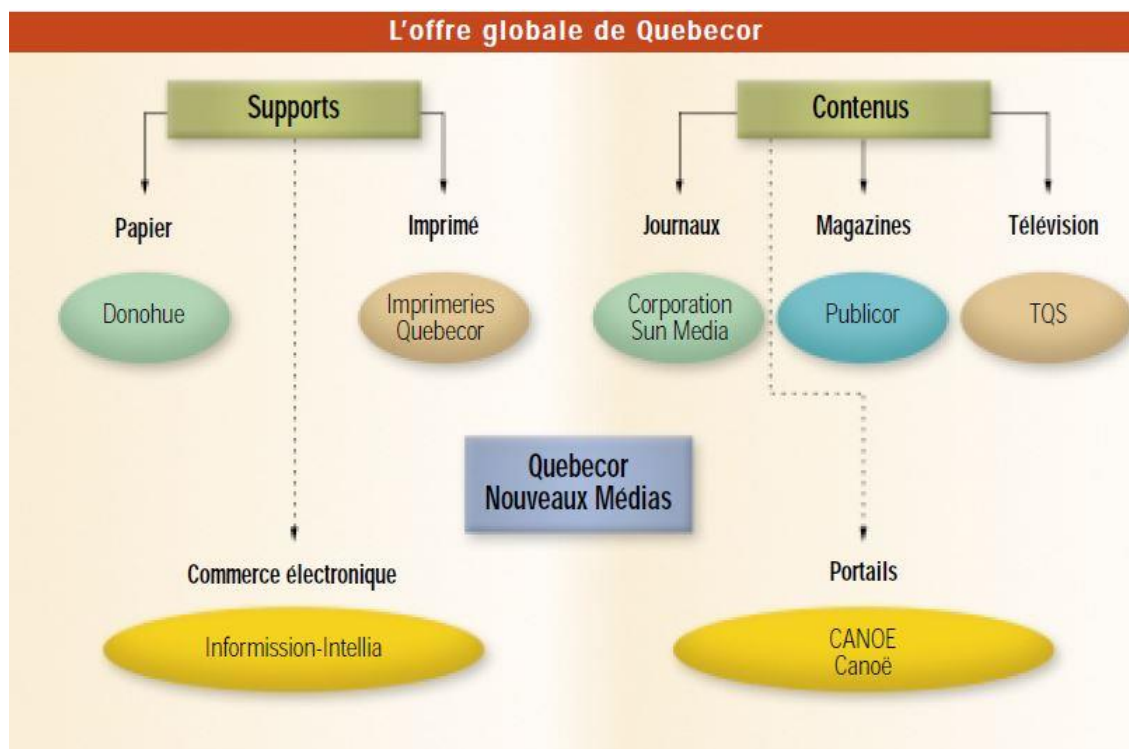 L'offre globale de Quebecor
Supports
Contenus
Papier
Imprimé
Journaux
Magazines
Télévision
Donohue
Imprimeries
Quebecor
Corporation
Sun Media
Publicor
TQS
Quebecor
Nouveaux Médias
Commerce électronique
Portails
Informission-Intellia
CANOE
Canoë